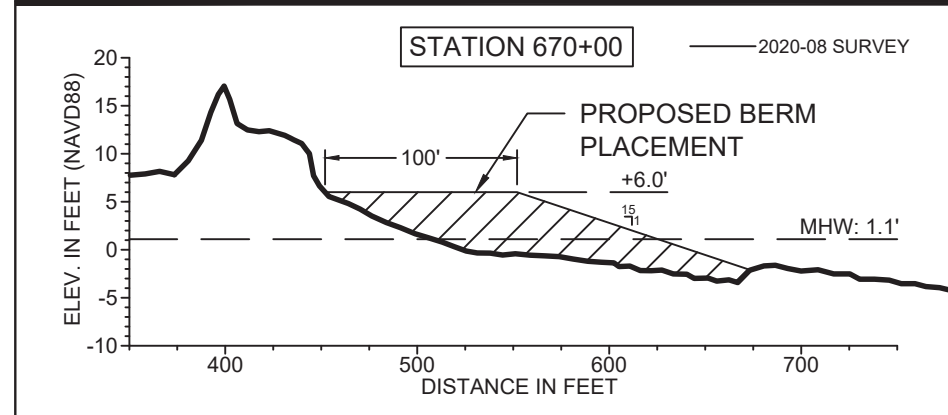 STATION 670+00
2020-08 SURVEY
PROPOSED BERM
PLACEMENT
100'
+6.0'
15
1
MHW: 1.1'
ELEV. IN FEET (NAVD88)
20
15
10
5
0
-5
-10
400
500
600
700
DISTANCE IN FEET